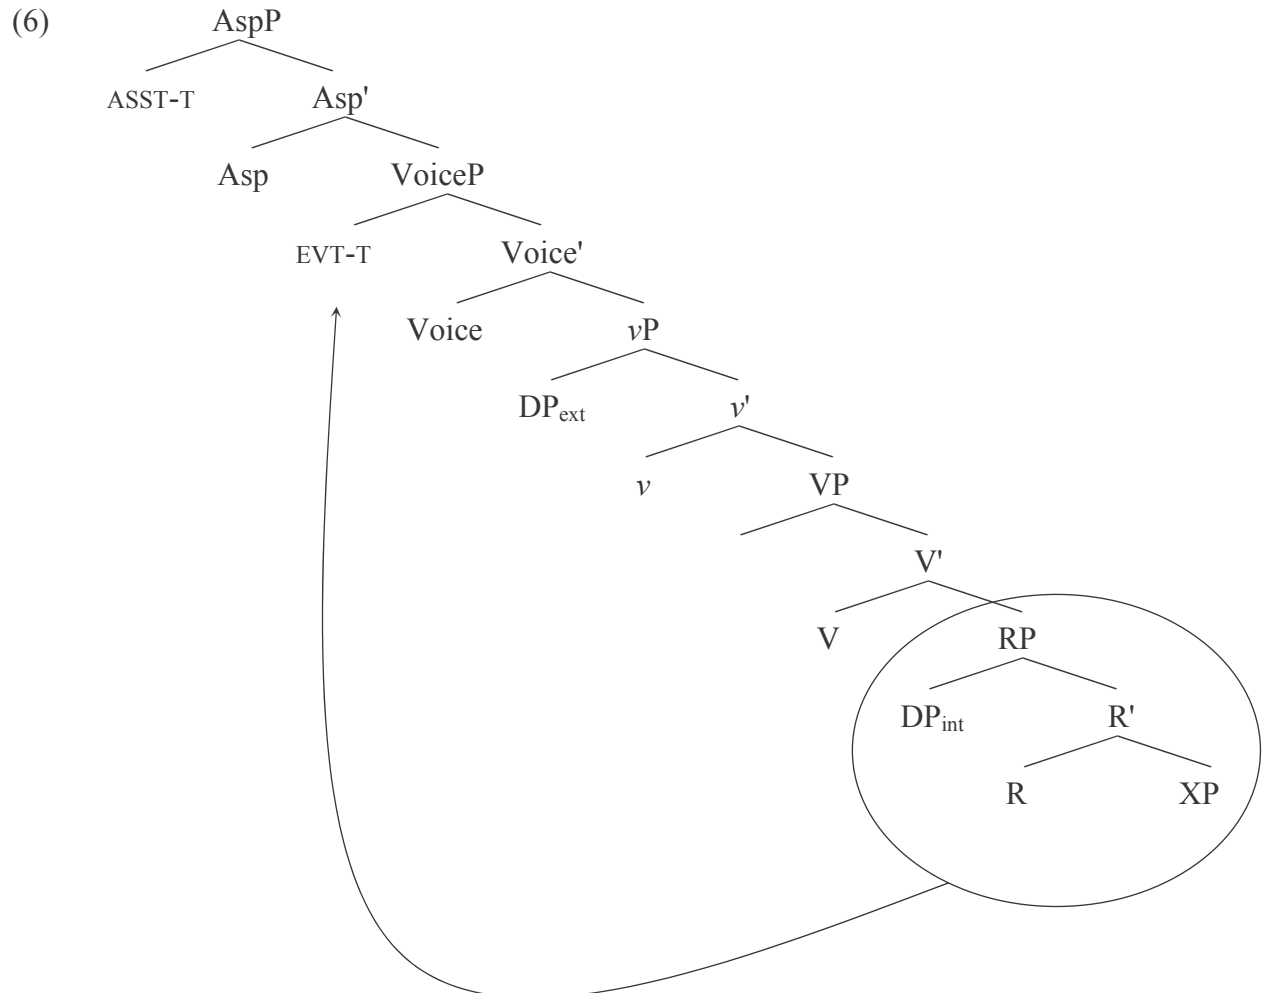 (6) AspP
ASST-T Asp'
Asp VoiceP
EVT-T Voice'
Voice vP
DPext v'
v VP
V'
V RP
DPint R'
R XP